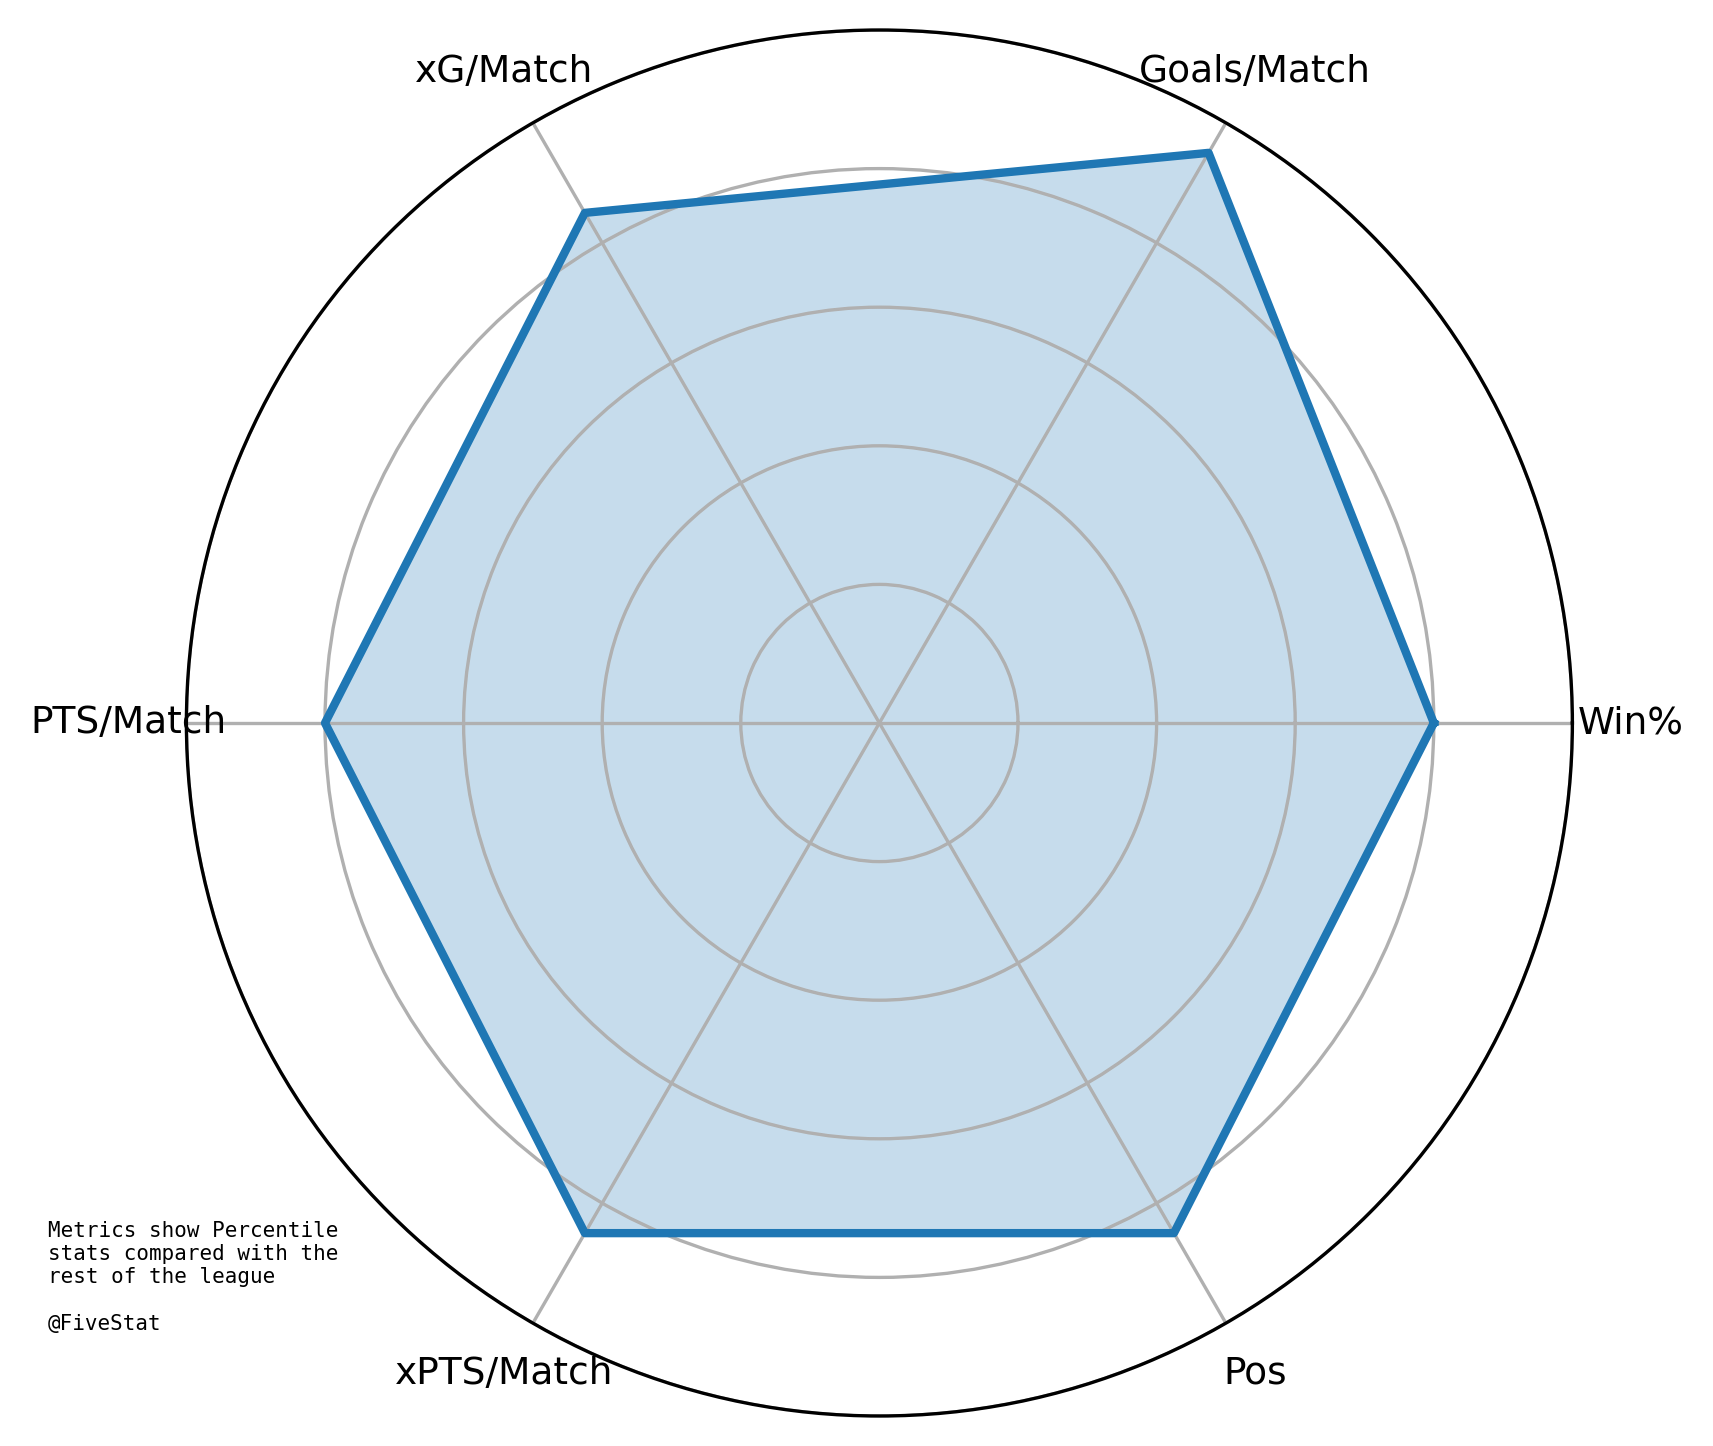 xG/Match
Goals/Match
PTS/Match
Win%
Metrics show Percentile
stats compared with the
rest of the league
@FiveStat
xPTS/Match
Pos